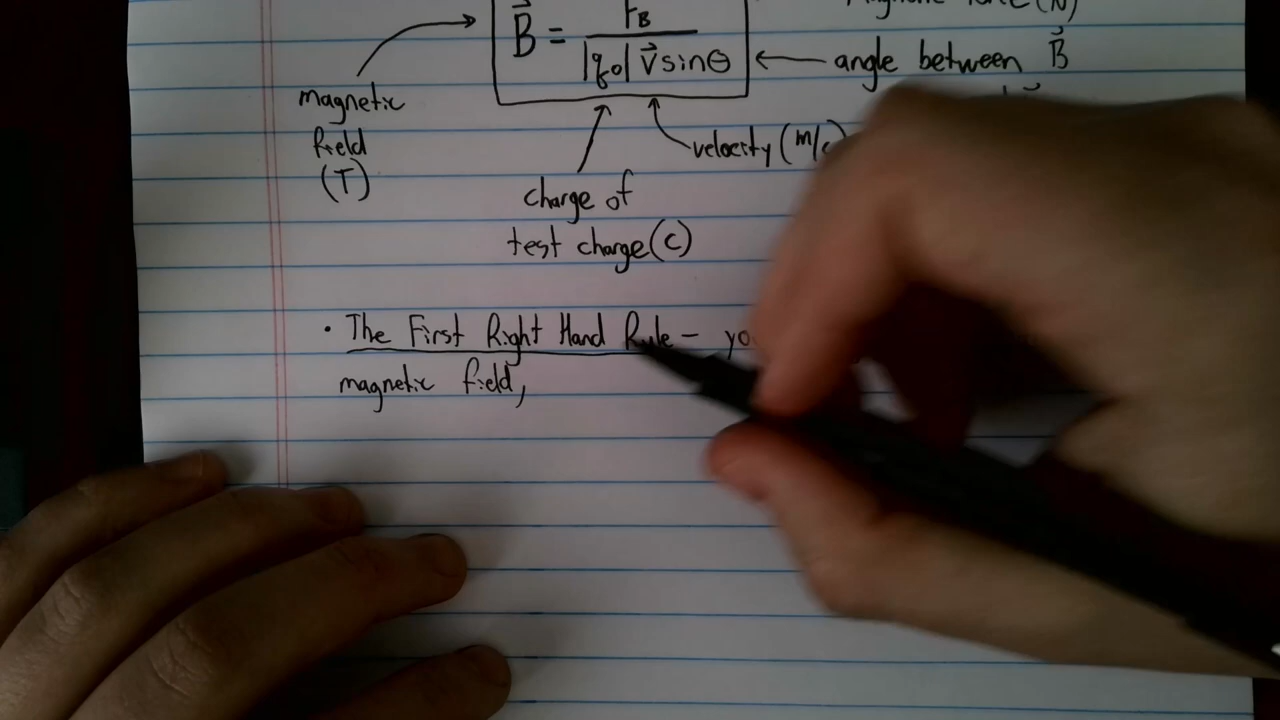 B⃗ = F_B / |q₀| v⃗ sinθ
angle between B⃗
magnetic
field
(T)
velocity (m/s)
charge of
test charge (C)
• The First Right Hand Rule –
magnetic field,